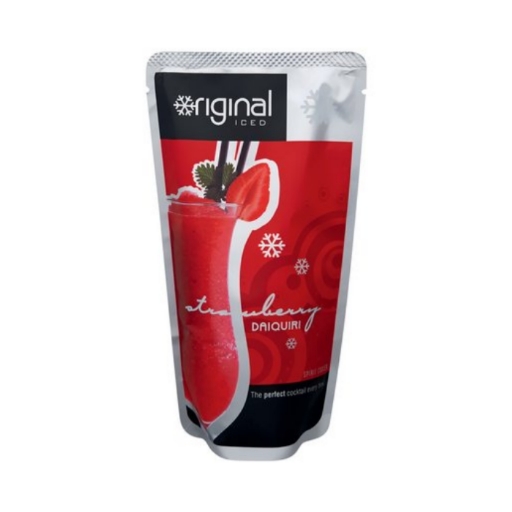 original
ICED
strawberry
DAIQUIRI
The perfect cocktail every time